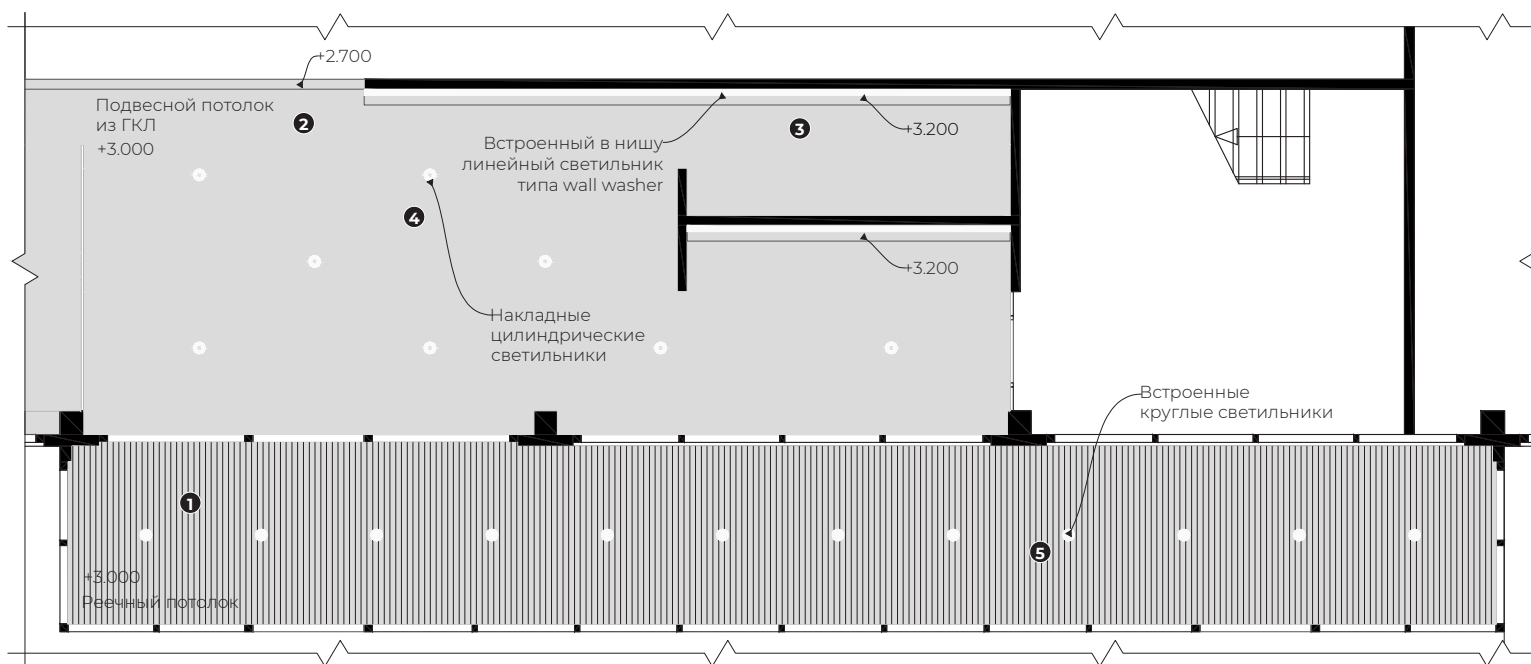 +2.700
Подвесной потолок
из ГКЛ
+3.000
2
Встроенный в нишу
линейный светильник
типа wall washer
3
+3.200
4
+3.200
Накладные
цилиндрические
светильники
Встроенные
круглые светильники
1
5
+3.000
Реечный потолок